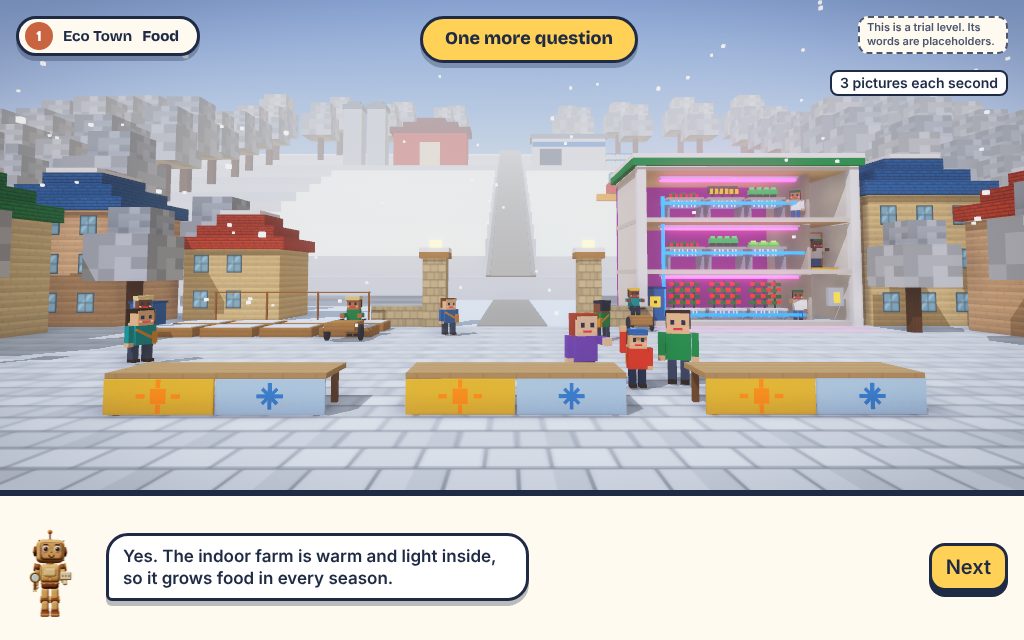 1 Eco Town Food
One more question
This is a trial level. Its
words are placeholders.
3 pictures each second
Yes. The indoor farm is warm and light inside,
so it grows food in every season.
Next